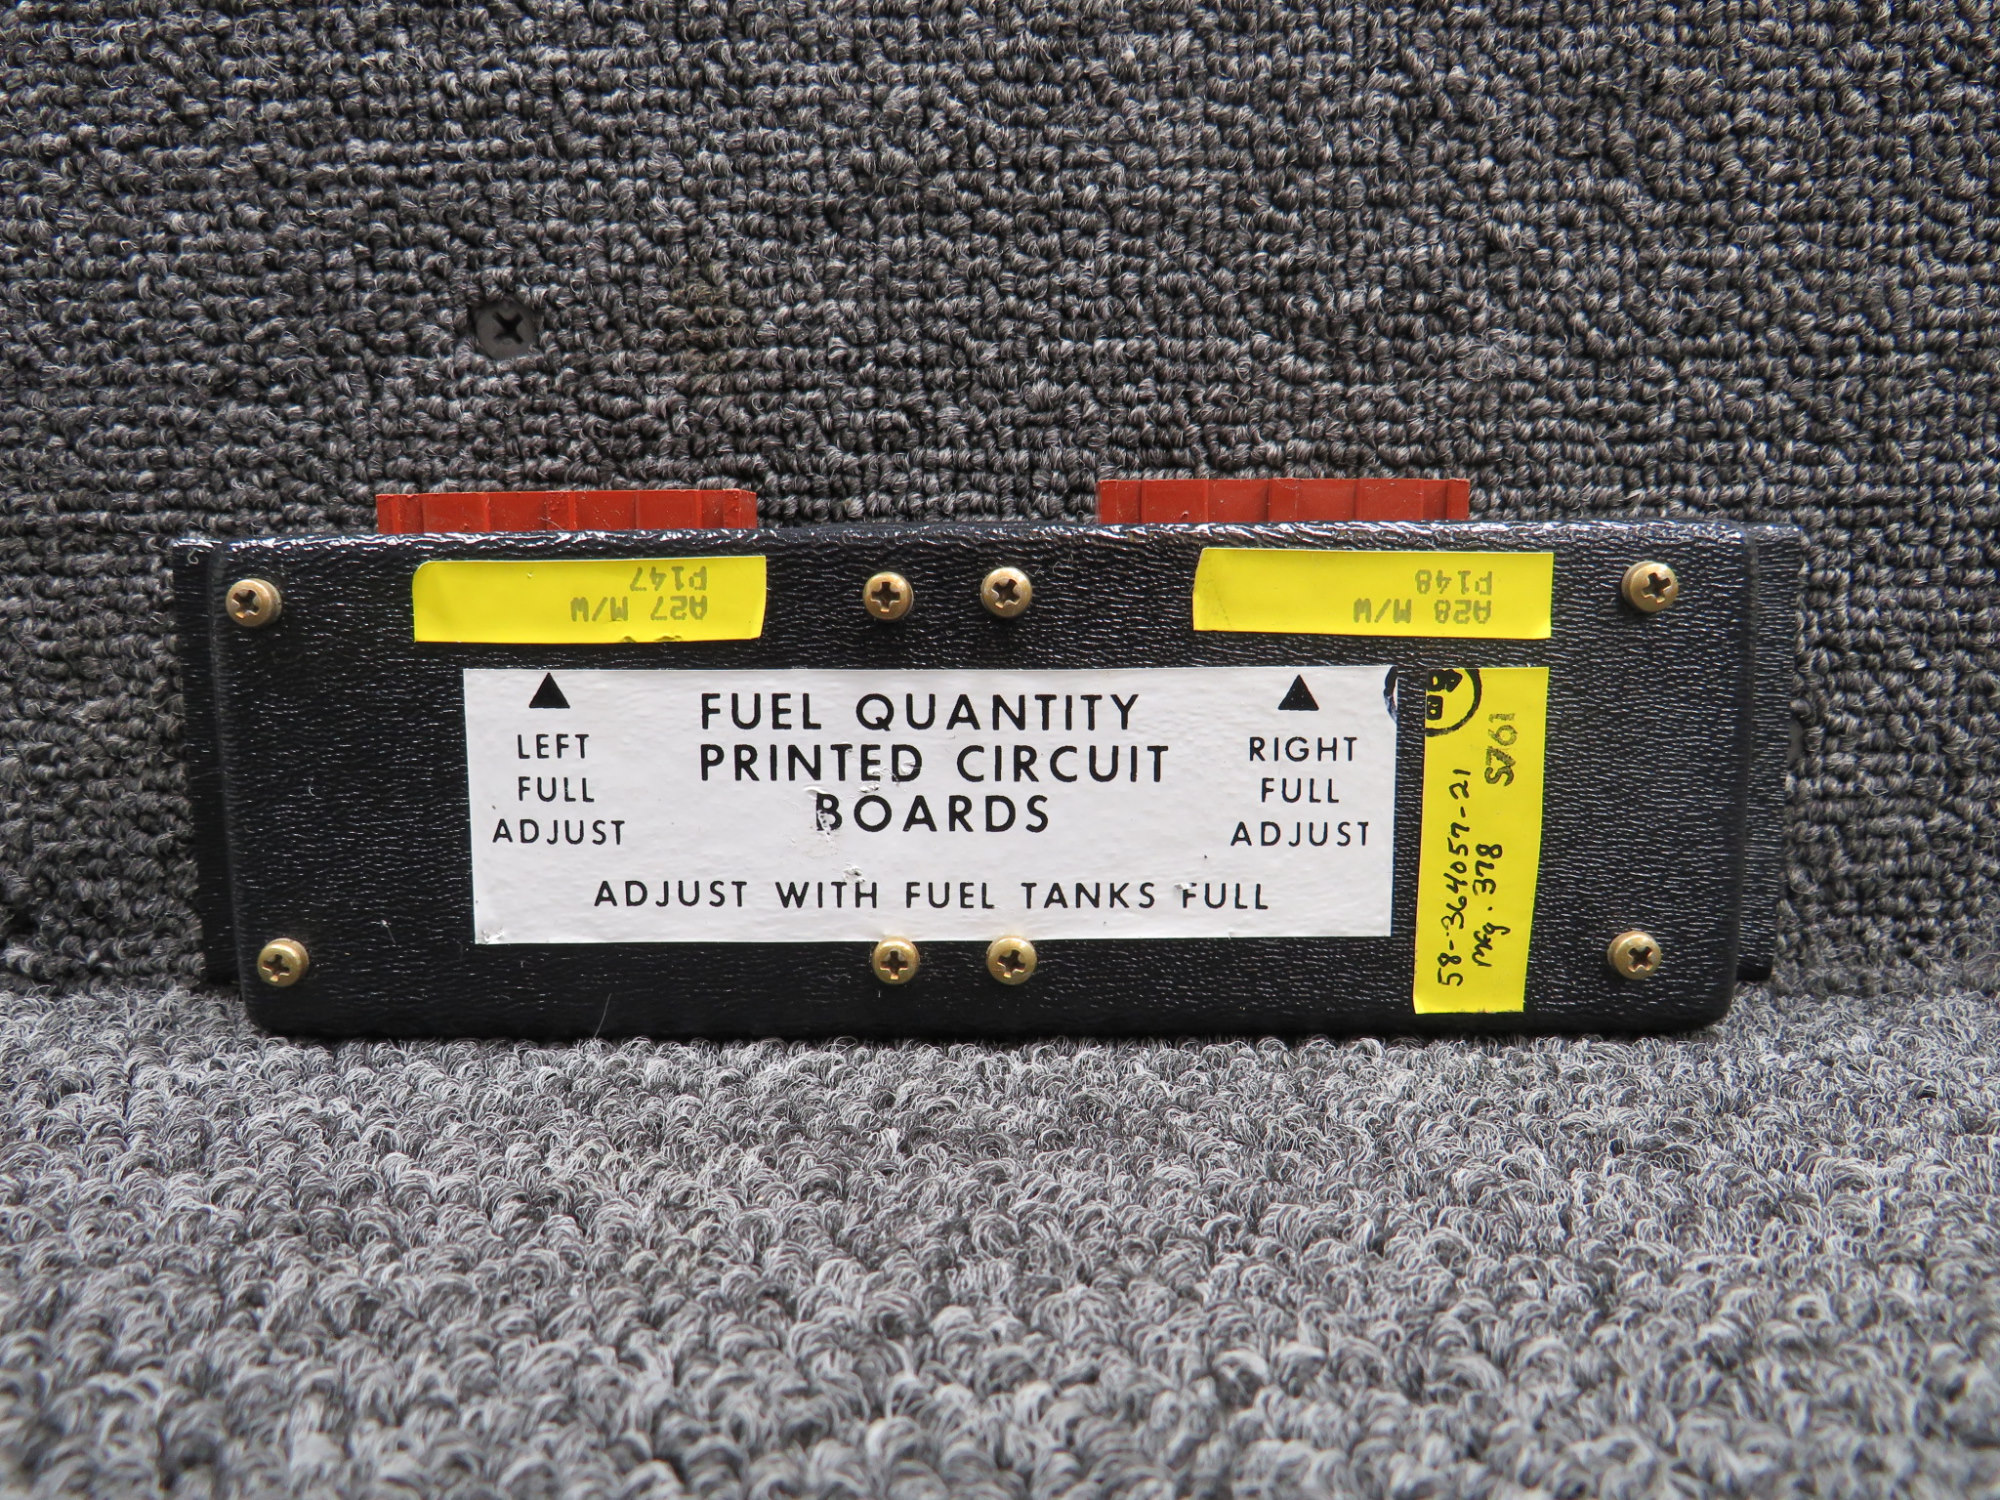 A27 M/W
P147
A28 M/W
P148
FUEL QUANTITY
PRINTED CIRCUIT
BOARDS
LEFT
FULL
ADJUST
RIGHT
FULL
ADJUST
ADJUST WITH FUEL TANKS FULL
58-364057-21
Mfg. 378
S761